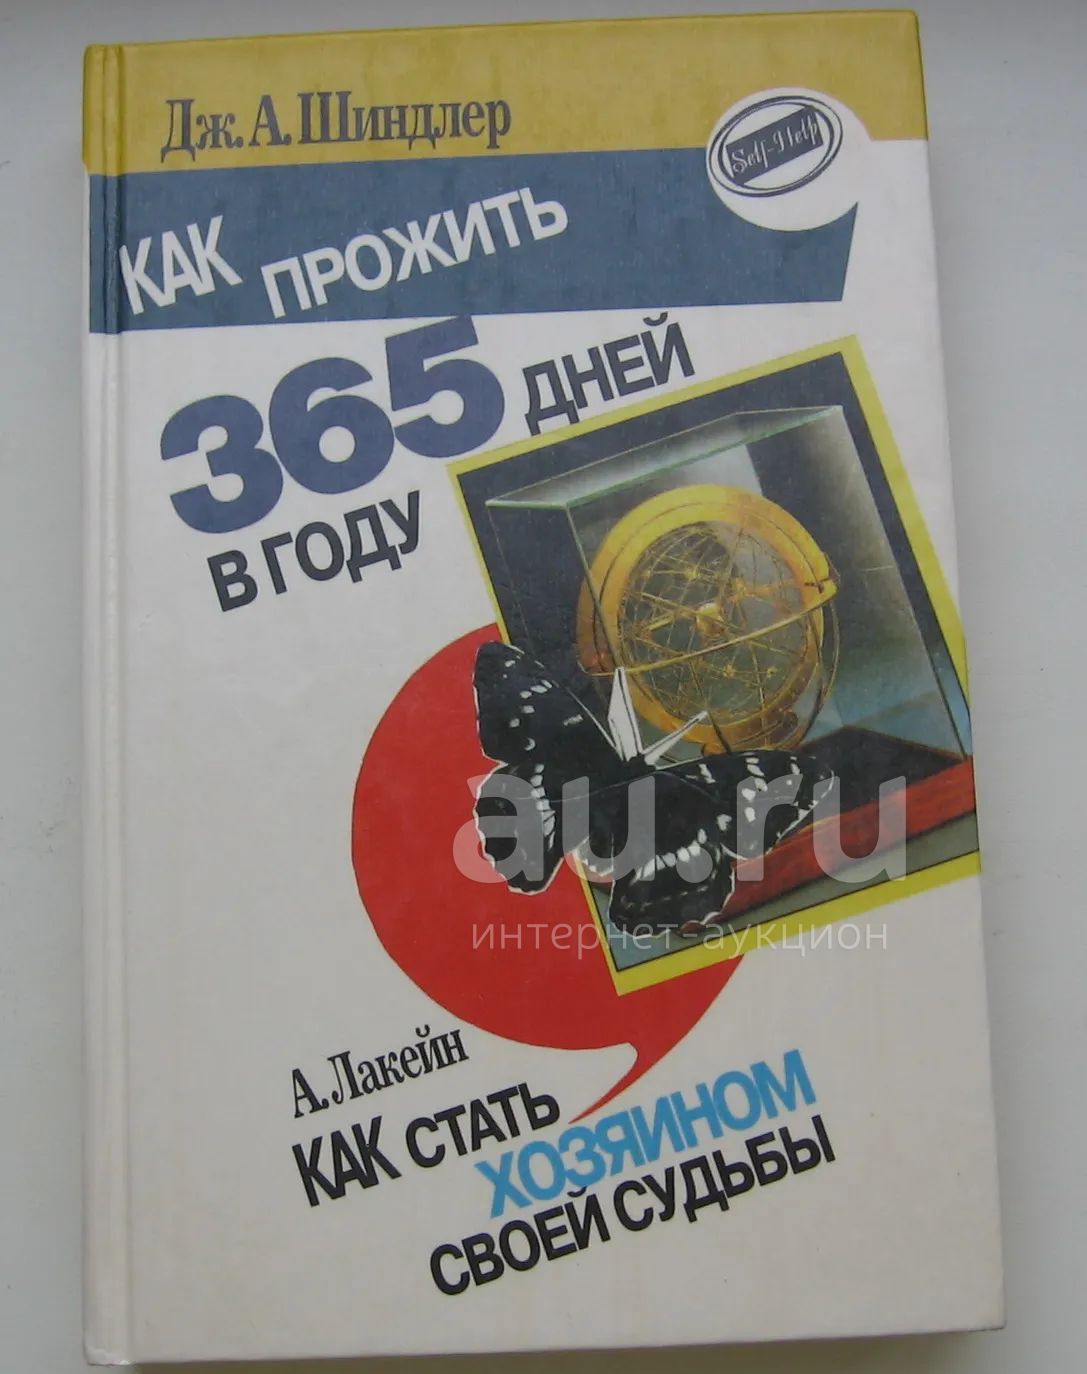 Дж. А. Шиндлер
Self-Help
КАК ПРОЖИТЬ
365 ДНЕЙ
В ГОДУ
au.ru
интернет-аукцион
А. Лакейн
КАК СТАТЬ
ХОЗЯИНОМ
СВОЕЙ СУДЬБЫ